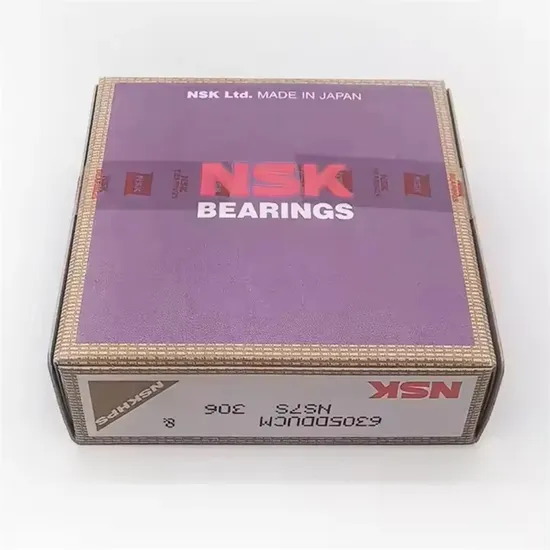 NSK Ltd. MADE IN JAPAN
NSK
BEARINGS
NSK
6305DDUCM
NS7S 306 &
NSKHPS